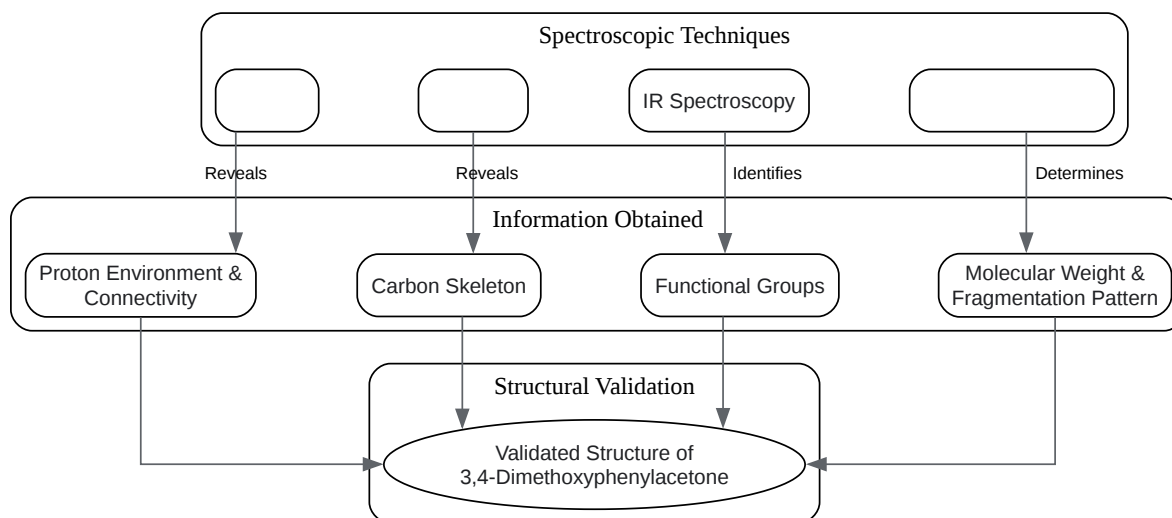 Spectroscopic Techniques
IR Spectroscopy
Reveals
Reveals
Identifies
Determines
Information Obtained
Proton Environment &
Connectivity
Carbon Skeleton
Functional Groups
Molecular Weight &
Fragmentation Pattern
Structural Validation
Validated Structure of
3,4-Dimethoxyphenylacetone